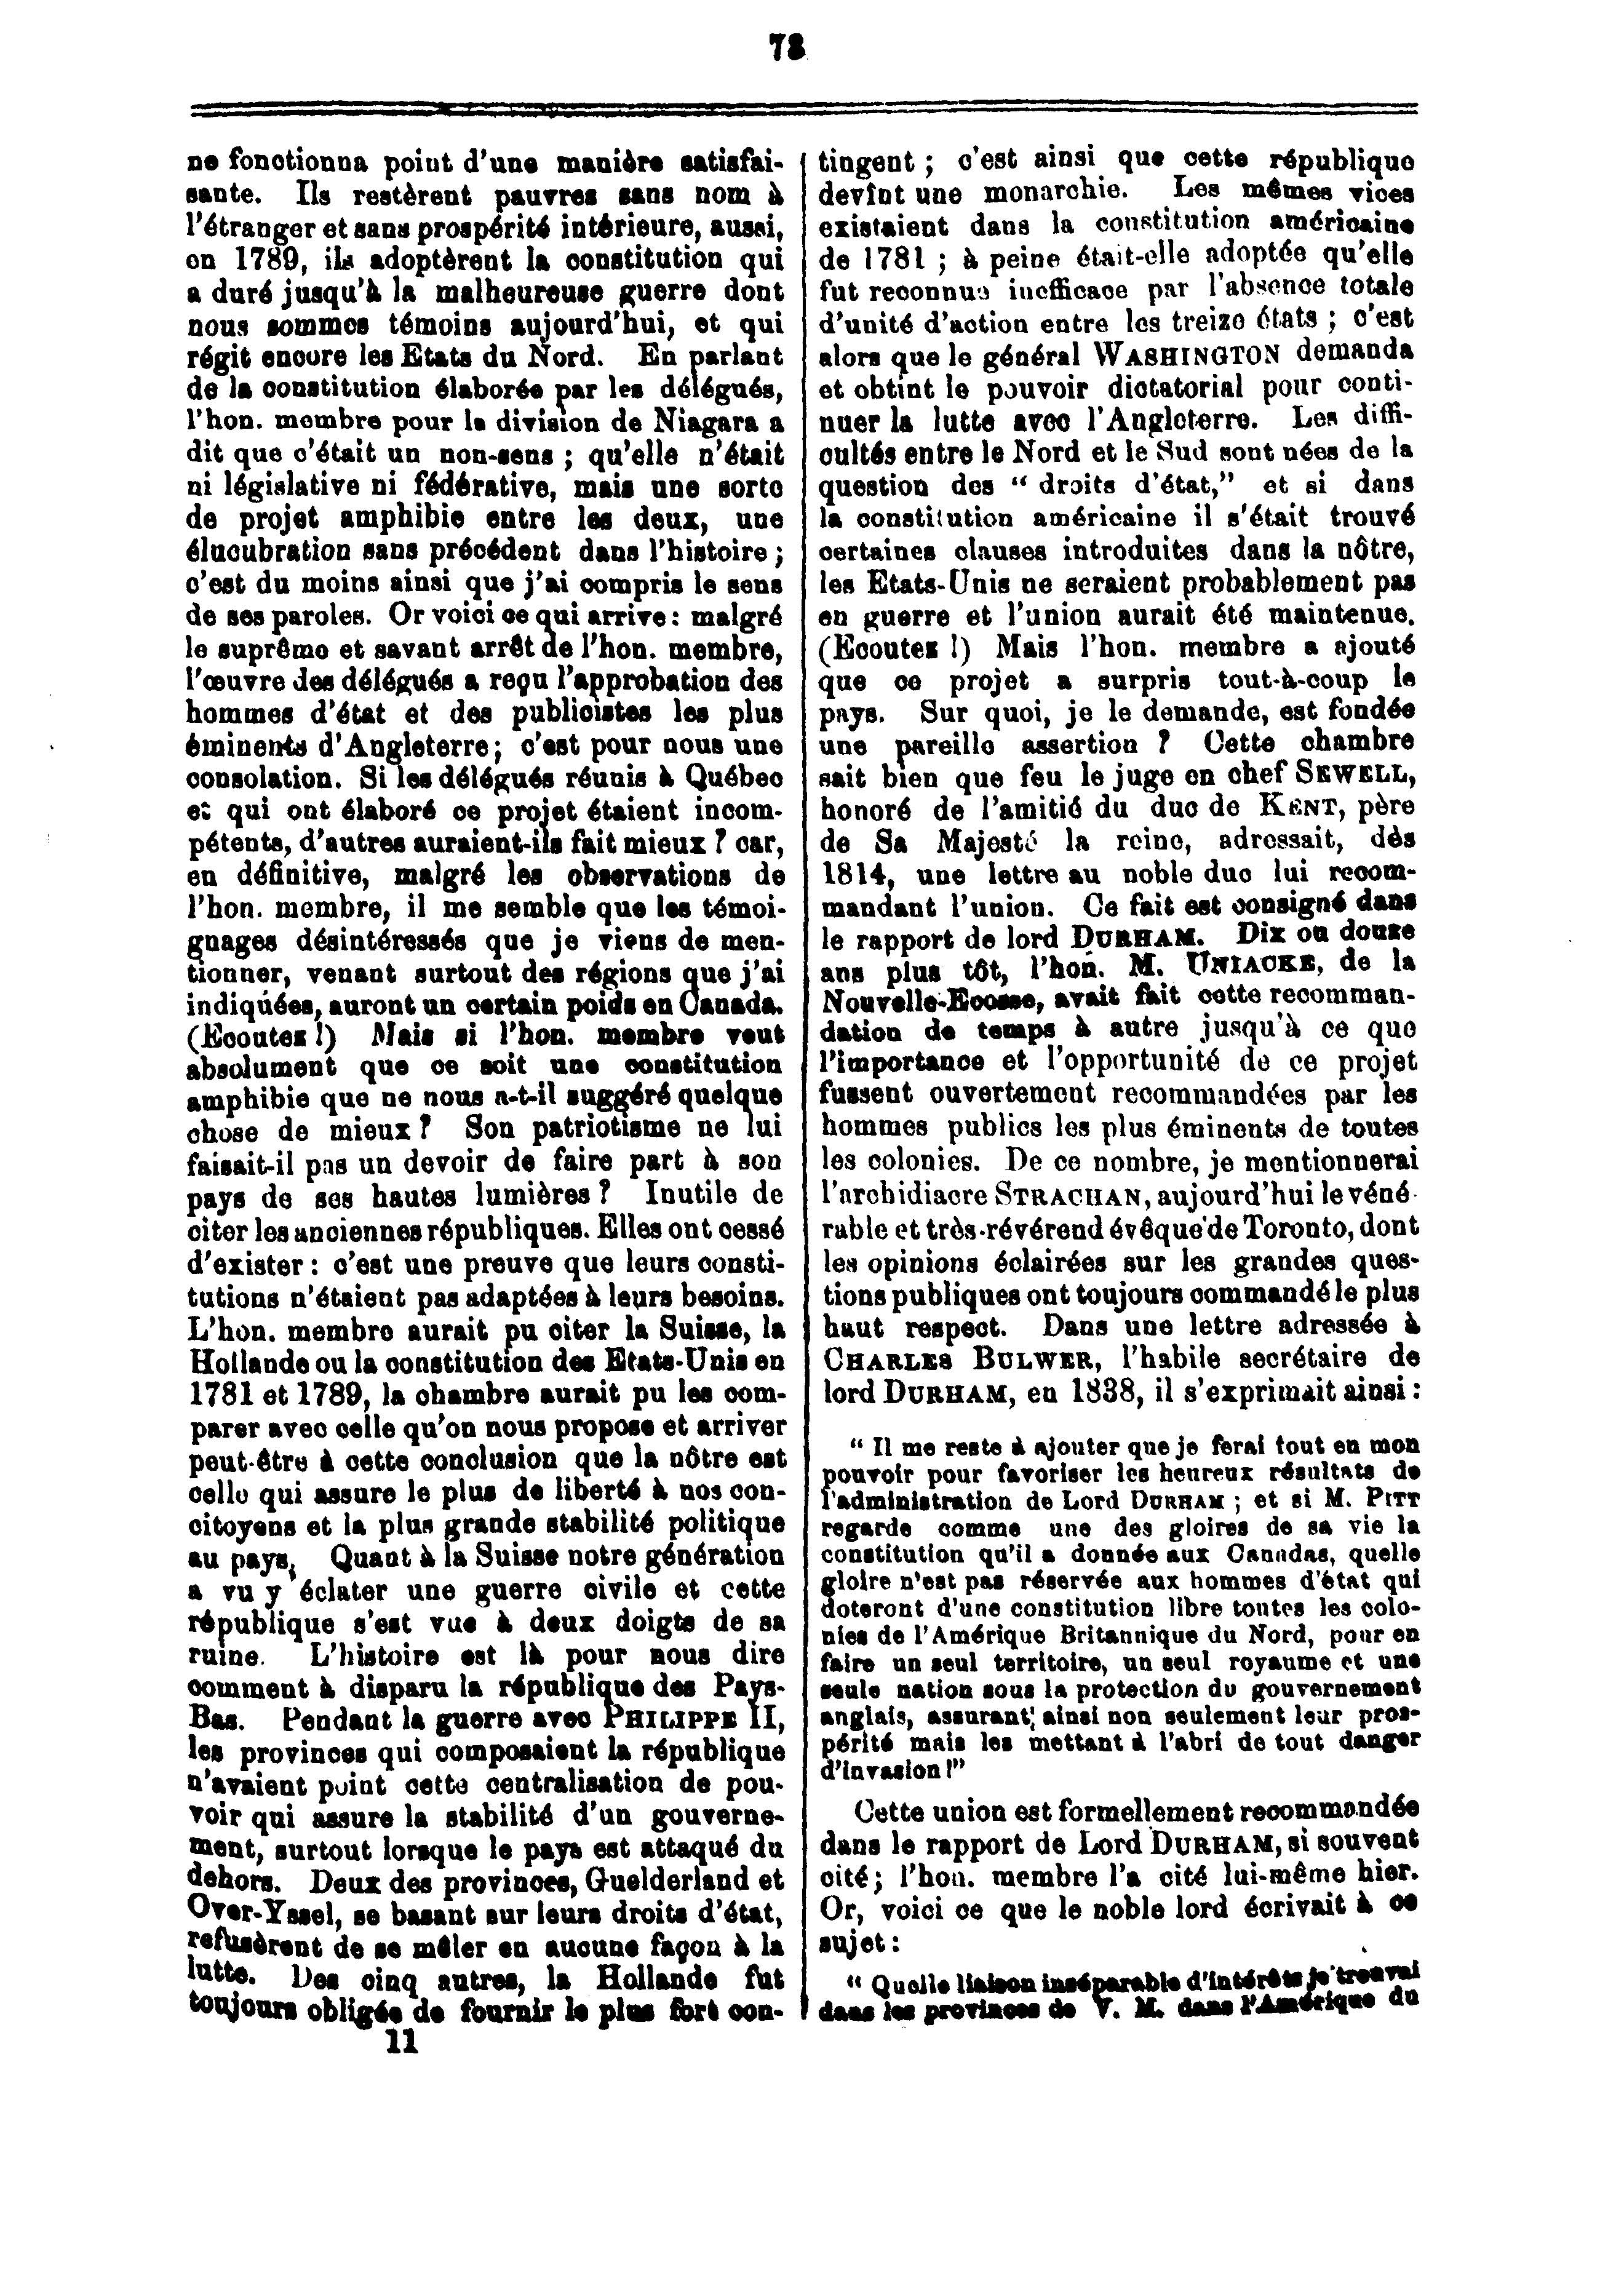 78
ne fonctionna point d'une manière satisfai-
sante. Ils restèrent pauvres sans nom à
l'étranger et sans prospérité intérieure, aussi,
en 1789, ils adoptèrent la constitution qui
a duré jusqu'à la malheureuse guerre dont
nous sommes témoins aujourd'hui, et qui
régit encore les Etats du Nord. En parlant
de la constitution élaborée par les délégués,
l'hon. membre pour la division de Niagara a
dit que c'était un non-sens ; qu'elle n'était
ni législative ni fédérative, mais une sorte
de projet amphibie entre les deux, une
élucubration sans précédent dans l'histoire ;
c'est du moins ainsi que j'ai compris le sens
de ses paroles. Or voici ce qui arrive : malgré
le suprême et savant arrêt de l'hon. membre,
l'œuvre des délégués a reçu l'approbation des
hommes d'état et des publicistes les plus
éminents d'Angleterre; c'est pour nous une
consolation. Si les délégués réunis à Québec
et qui ont élaboré ce projet étaient incom-
pétents, d'autres auraient-ils fait mieux ? car,
en définitive, malgré les observations de
l'hon. membre, il me semble que les témoi-
gnages désintéressés que je viens de men-
tionner, venant surtout des régions que j'ai
indiquées, auront un certain poids en Canada.
(Ecoutez !) Mais si l'hon. membre veut
absolument que ce soit une constitution
amphibie que ne nous a-t-il suggéré quelque
chose de mieux ? Son patriotisme ne lui
faisait-il pas un devoir de faire part à son
pays de ses hautes lumières ? Inutile de
citer les anciennes républiques. Elles ont cessé
d'exister : c'est une preuve que leurs consti-
tutions n'étaient pas adaptées à leurs besoins.
L'hon. membre aurait pu citer la Suisse, la
Hollande ou la constitution des Etats-Unis en
1781 et 1789, la chambre aurait pu les com-
parer avec celle qu'on nous propose et arriver
peut-être à cette conclusion que la nôtre est
celle qui assure le plus de liberté à nos con-
citoyens et la plus grande stabilité politique
au pays. Quant à la Suisse notre génération
a vu y éclater une guerre civile et cette
république s'est vue à deux doigts de sa
ruine. L'histoire est là pour nous dire
comment à disparu la république des Pays-
Bas. Pendant la guerre avec PHILIPPE II,
les provinces qui composaient la république
n'avaient point cette centralisation de pou-
voir qui assure la stabilité d'un gouverne-
ment, surtout lorsque le pays est attaqué du
dehors. Deux des provinces, Guelderland et
Over-Yssel, se basant sur leurs droits d'état,
refusèrent de se mêler en aucune façon à la
lutte. Des cinq autres, la Hollande fut
toujours obligée de fournir le plus fort con-
11
tingent ; c'est ainsi que cette république
devînt une monarchie. Les mêmes vices
existaient dans la constitution américaine
de 1781 ; à peine était-elle adoptée qu'elle
fut reconnue inefficace par l'absence totale
d'unité d'action entre les treize états ; c'est
alors que le général WASHINGTON demanda
et obtint le pouvoir dictatorial pour conti-
nuer la lutte avec l'Angleterre. Les diffi-
cultés entre le Nord et le Sud sont nées de la
question des “ droits d'état,” et si dans
la constitution américaine il s'était trouvé
certaines clauses introduites dans la nôtre,
les Etats-Unis ne seraient probablement pas
en guerre et l'union aurait été maintenue.
(Ecoutez !) Mais l'hon. membre a ajouté
que ce projet a surpris tout-à-coup le
pays. Sur quoi, je le demande, est fondée
une pareille assertion ? Cette chambre
sait bien que feu le juge en chef SEWELL,
honoré de l'amitié du duc de KENT, père
de Sa Majesté la reine, adressait, dès
1814, une lettre au noble duc lui recom-
mandant l'union. Ce fait est consigné dans
le rapport de lord DURHAM. Dix ou douze
ans plus tôt, l'hon. M. UNIACKE, de la
Nouvelle-Ecosse, avait fait cette recomman-
dation de temps à autre jusqu'à ce que
l'importance et l'opportunité de ce projet
fussent ouvertement recommandées par les
hommes publics les plus éminents de toutes
les colonies. De ce nombre, je mentionnerai
l'archidiacre STRACHAN, aujourd'hui le véné-
rable et très-révérend évêque de Toronto, dont
les opinions éclairées sur les grandes ques-
tions publiques ont toujours commandé le plus
haut respect. Dans une lettre adressée à
CHARLES BULWER, l'habile secrétaire de
lord DURHAM, en 1838, il s'exprimait ainsi :
“ Il me reste à ajouter que je ferai tout en mon
pouvoir pour favoriser les heureux résultats de
l'administration de Lord DURHAM ; et si M. PITT
regarde comme une des gloires de sa vie la
constitution qu'il a donnée aux Canadas, quelle
gloire n'est pas réservée aux hommes d'état qui
doteront d'une constitution libre toutes les colo-
nies de l'Amérique Britannique du Nord, pour en
faire un seul territoire, un seul royaume et une
seule nation sous la protection du gouvernement
anglais, assurant ainsi non seulement leur pros-
périté mais les mettant à l'abri de tout danger
d'invasion !”
Cette union est formellement recommandée
dans le rapport de Lord DURHAM, si souvent
cité ; l'hon. membre l'a cité lui-même hier.
Or, voici ce que le noble lord écrivait à ce
sujet :
“ Quelle liaison inséparable d'intérêts je trouvai
dans les provinces de V. M. dans l'Amérique du